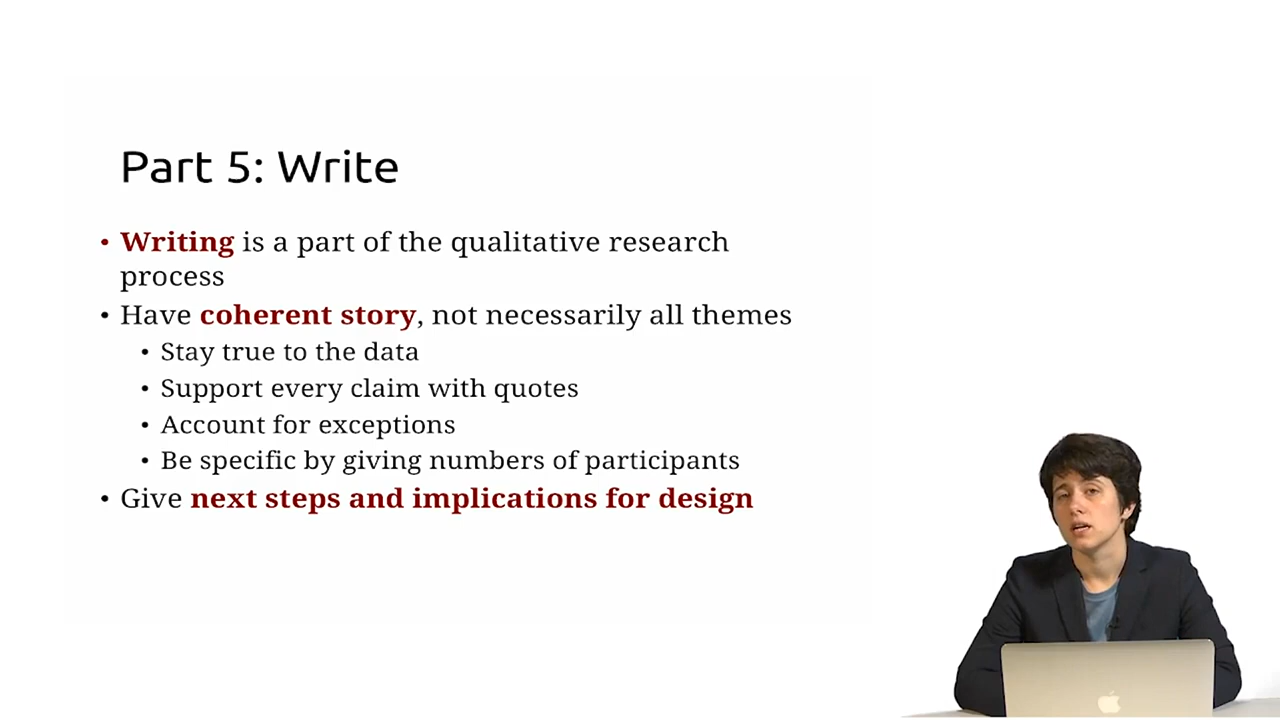 Part 5: Write
• Writing is a part of the qualitative research
process
• Have coherent story, not necessarily all themes
• Stay true to the data
• Support every claim with quotes
• Account for exceptions
• Be specific by giving numbers of participants
• Give next steps and implications for design